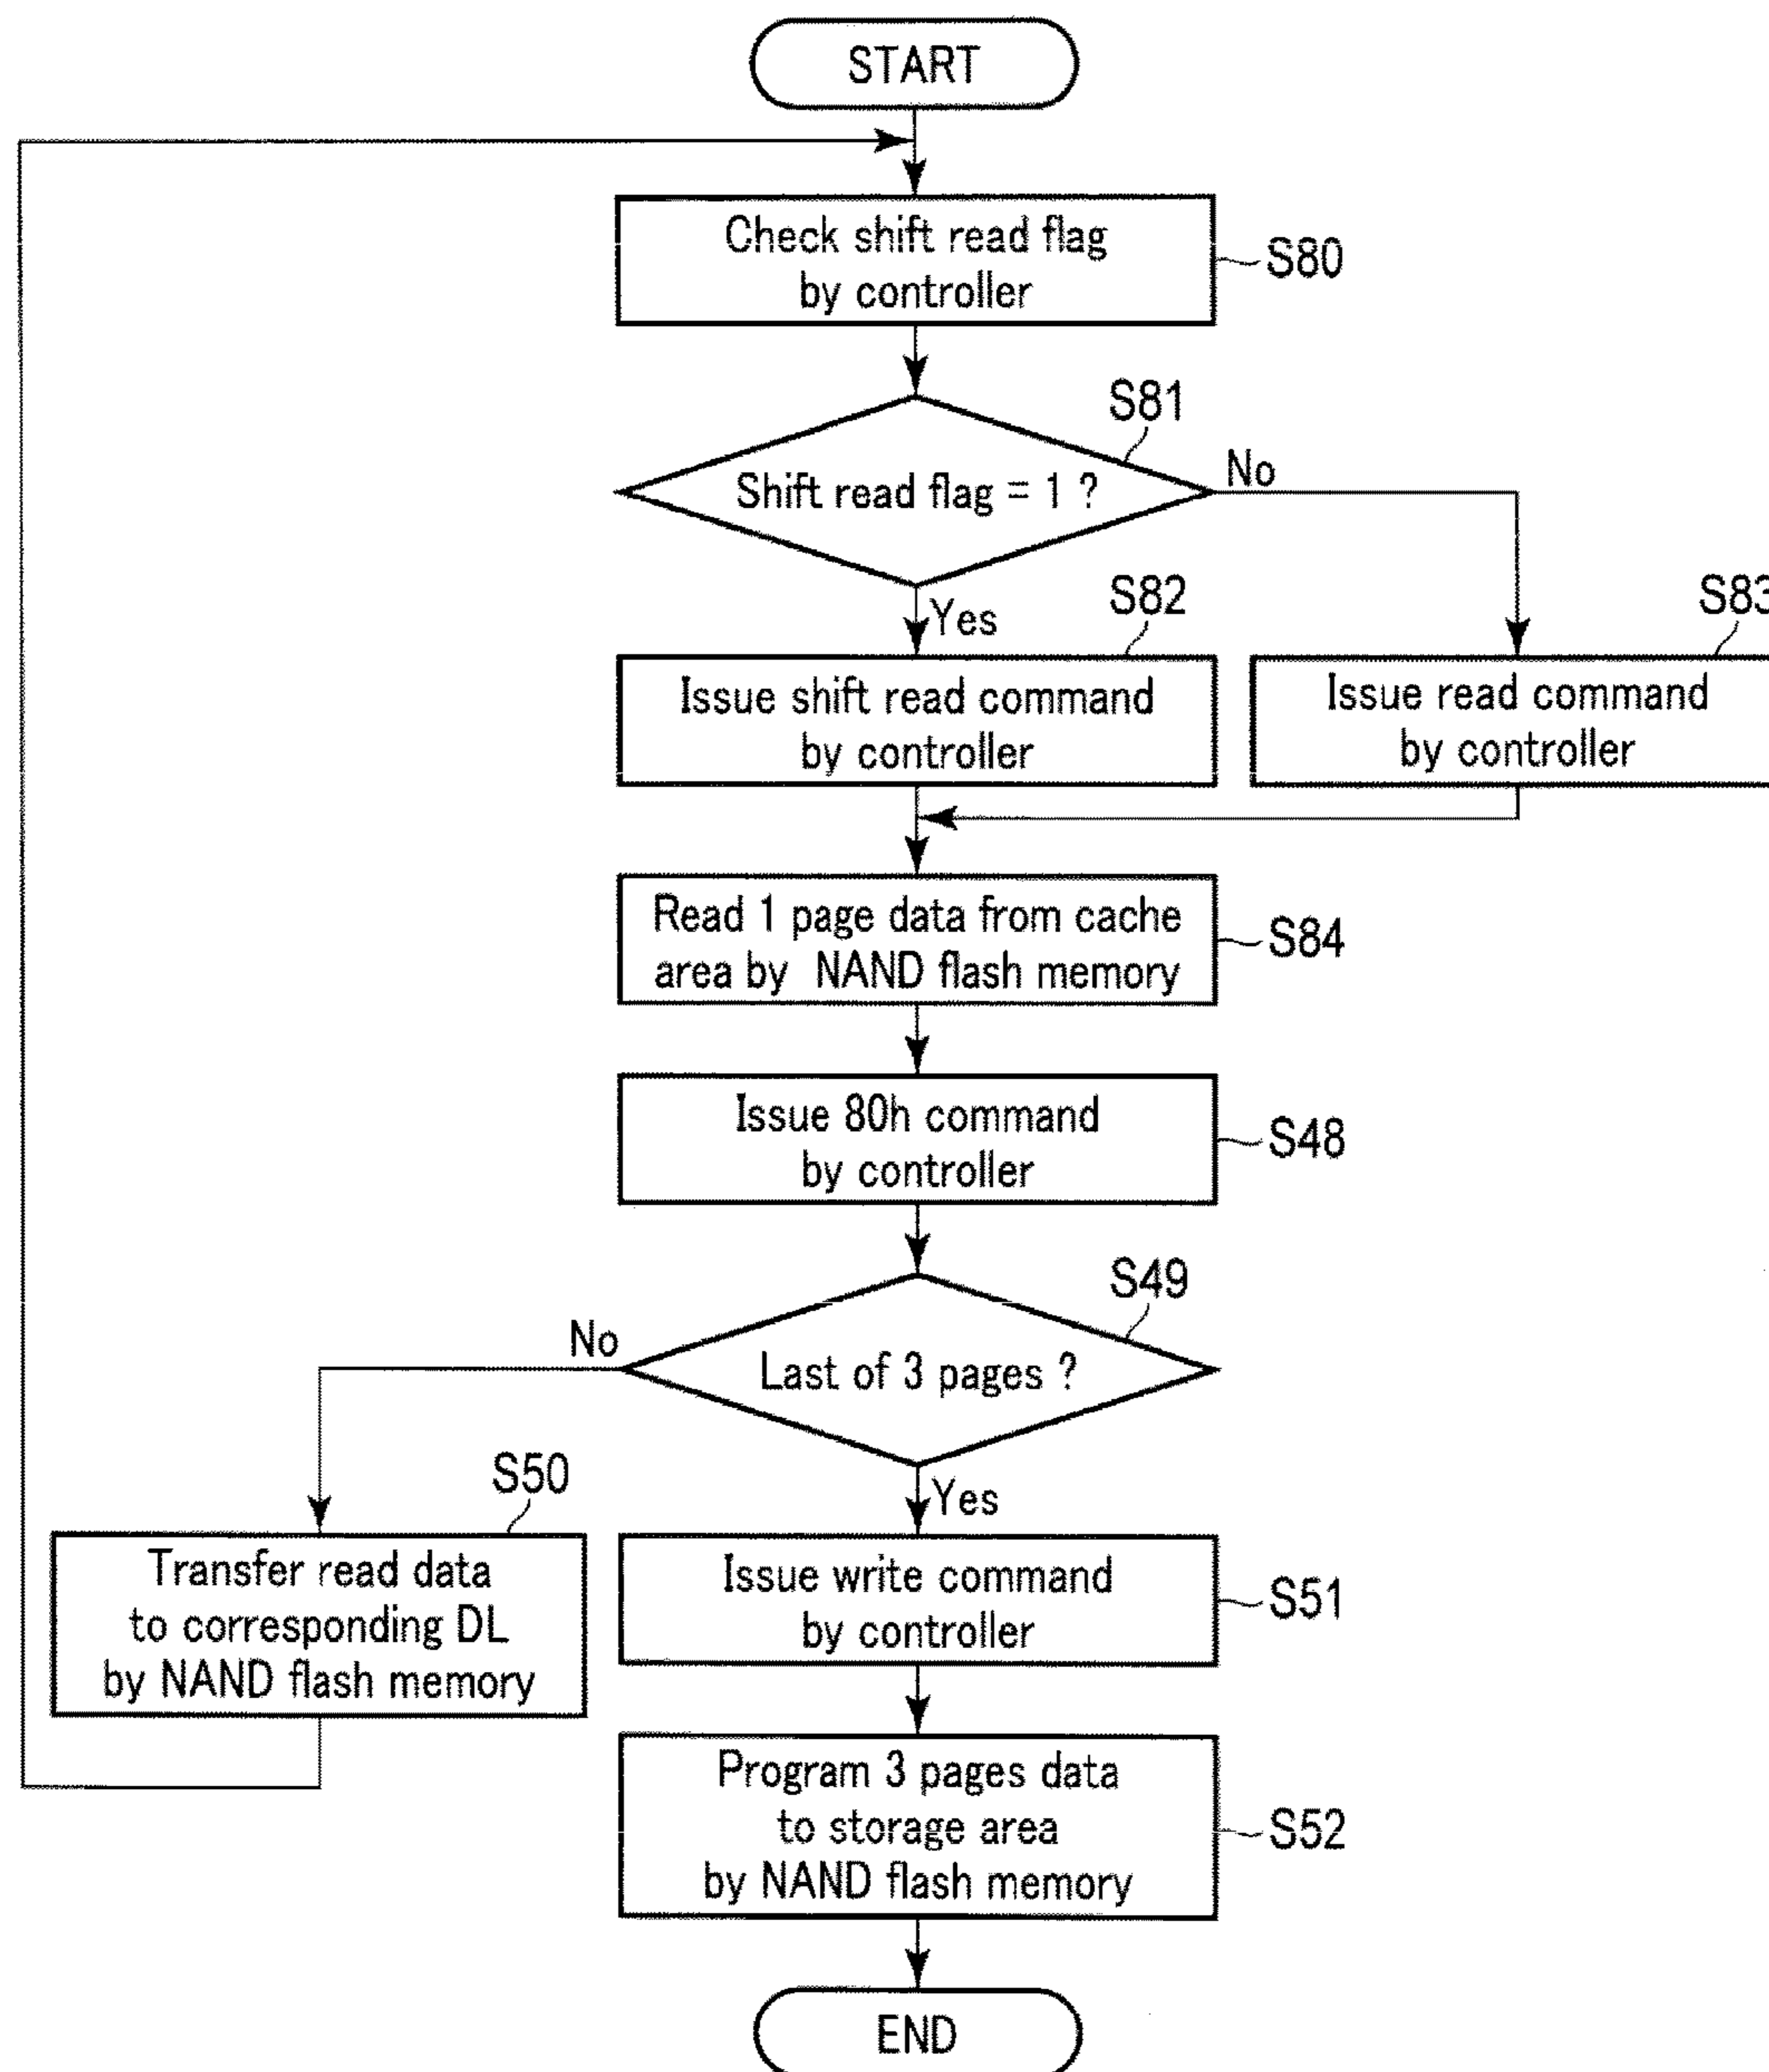 START
Check shift read flag
by controller
S80
S81
Shift read flag = 1 ?
No
Yes
S82
S83
Issue shift read command
by controller
Issue read command
by controller
Read 1 page data from cache
area by NAND flash memory
S84
Issue 80h command
by controller
S48
S49
Last of 3 pages ?
No
Yes
S50
Transfer read data
to corresponding DL
by NAND flash memory
Issue write command
by controller
S51
Program 3 pages data
to storage area
by NAND flash memory
S52
END